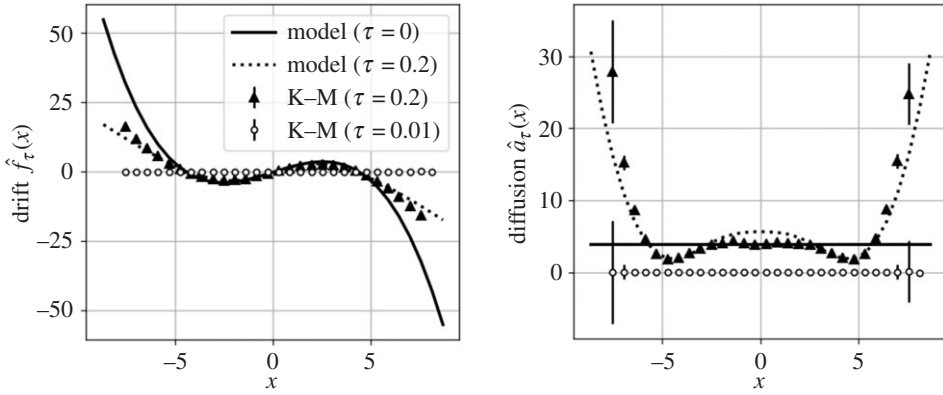 50
25
0
−25
−50
drift f̂τ(x)
model (τ = 0)
model (τ = 0.2)
K–M (τ = 0.2)
K–M (τ = 0.01)
−5
0
5
x
30
20
10
0
diffusion âτ(x)
−5
0
5
x